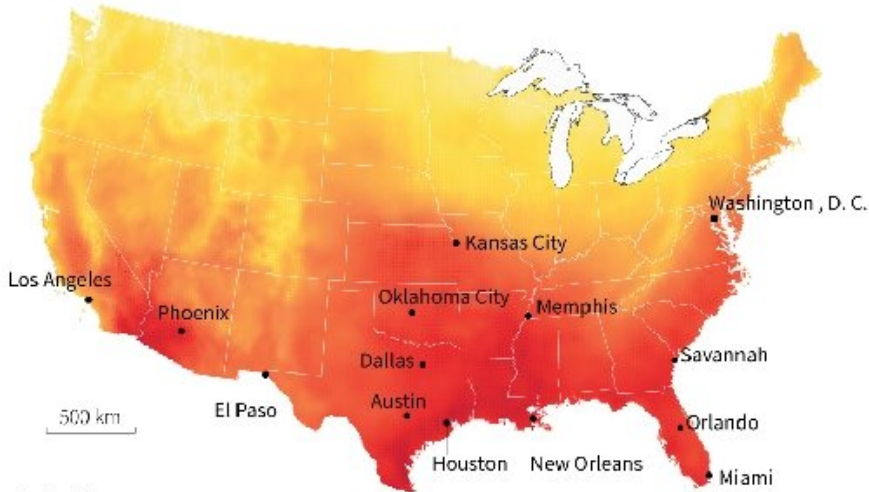 Washington , D. C.
Kansas City
Los Angeles
Oklahoma City
Memphis
Phoenix
Savannah
Dallas
Austin
El Paso
500 km
Orlando
Houston
New Orleans
Miami